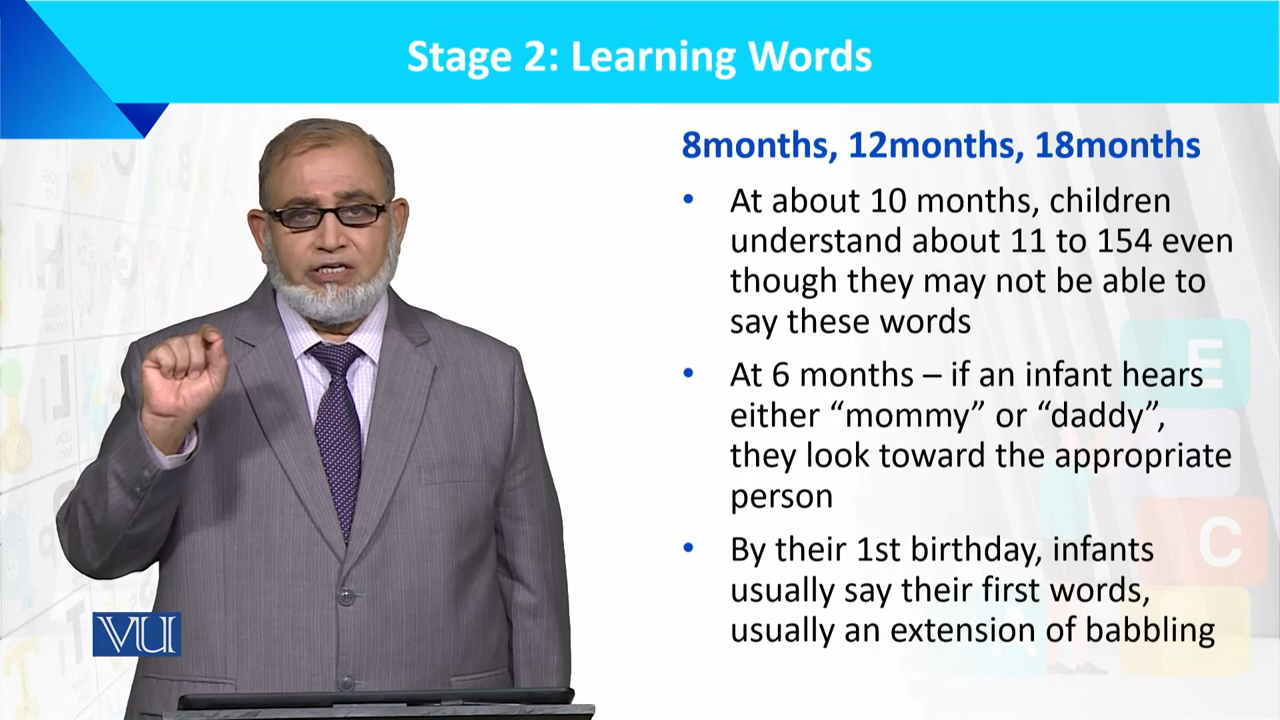 Stage 2: Learning Words
8months, 12months, 18months
• At about 10 months, children
understand about 11 to 154 even
though they may not be able to
say these words
• At 6 months – if an infant hears
either “mommy” or “daddy”,
they look toward the appropriate
person
• By their 1st birthday, infants
usually say their first words,
usually an extension of babbling
VU
E
C
A